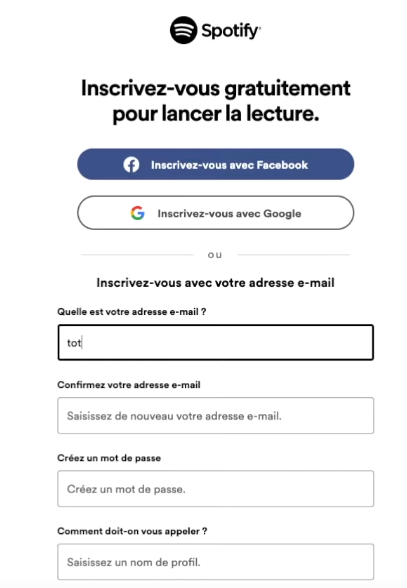 Spotify
Inscrivez-vous gratuitement
pour lancer la lecture.
Inscrivez-vous avec Facebook
Inscrivez-vous avec Google
ou
Inscrivez-vous avec votre adresse e-mail
Quelle est votre adresse e-mail ?
tot
Confirmez votre adresse e-mail
Saisissez de nouveau votre adresse e-mail.
Créez un mot de passe
Créez un mot de passe.
Comment doit-on vous appeler ?
Saisissez un nom de profil.